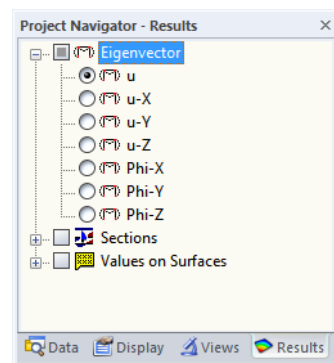 Project Navigator - Results
Eigenvector
u
u-X
u-Y
u-Z
Phi-X
Phi-Y
Phi-Z
Sections
Values on Surfaces
Data Display Views Results